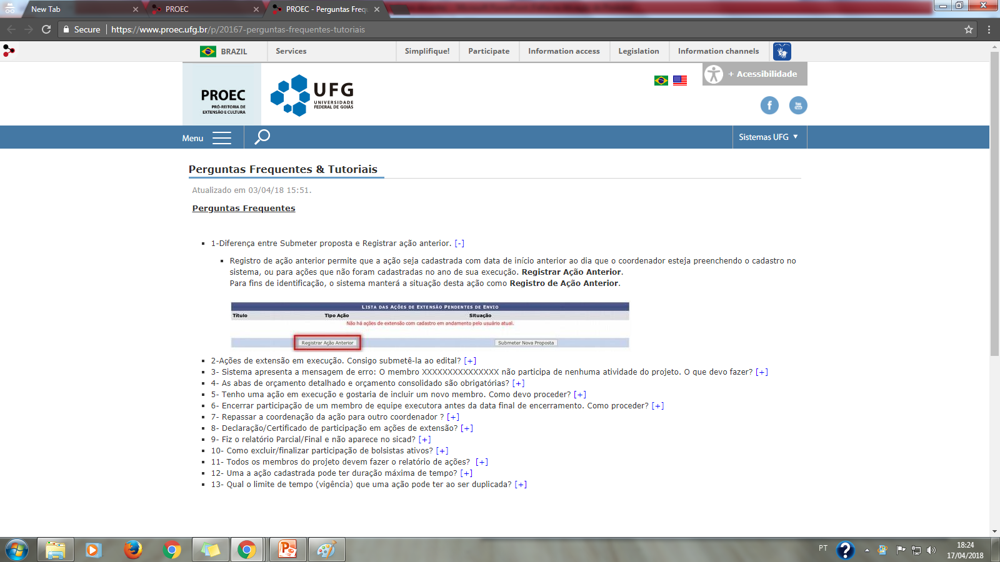 New Tab
PROEC
PROEC - Perguntas Freq
Secure
https://www.proec.ufg.br/p/20167-perguntas-frequentes-tutoriais
BRAZIL
Services
Simplifique!
Participate
Information access
Legislation
Information channels
+ Acessibilidade
PROEC
PRÓ-REITORIA DE
EXTENSÃO E CULTURA
UFG
UNIVERSIDADE
FEDERAL DE GOIÁS
f
You
Tube
Menu
Sistemas UFG
Perguntas Frequentes & Tutoriais
Atualizado em 03/04/18 15:51.
Perguntas Frequentes
1-Diferença entre Submeter proposta e Registrar ação anterior. [-]
Registro de ação anterior permite que a ação seja cadastrada com data de início anterior ao dia que o coordenador esteja preenchendo o cadastro no
sistema, ou para ações que não foram cadastradas no ano de sua execução. Registrar Ação Anterior.
Para fins de identificação, o sistema manterá a situação desta ação como Registro de Ação Anterior.
Lista das Ações de Extensão Pendentes de Envio
Título Tipo Ação Situação
Não há ações de extensão com cadastro em andamento pelo usuário atual.
Registrar Ação Anterior Submeter Nova Proposta
2-Ações de extensão em execução. Consigo submetê-la ao edital? [+]
3- Sistema apresenta a mensagem de erro: O membro XXXXXXXXXXXXXXX não participa de nenhuma atividade do projeto. O que devo fazer? [+]
4- As abas de orçamento detalhado e orçamento consolidado são obrigatórias? [+]
5- Tenho uma ação em execução e gostaria de incluir um novo membro. Como devo proceder? [+]
6- Encerrar participação de um membro de equipe executora antes da data final de encerramento. Como proceder? [+]
7- Repassar a coordenação da ação para outro coordenador ? [+]
8- Declaração/Certificado de participação em ações de extensão? [+]
9- Fiz o relatório Parcial/Final e não aparece no sicad? [+]
10- Como excluir/finalizar participação de bolsistas ativos? [+]
11- Todos os membros do projeto devem fazer o relatório de ações? [+]
12- Uma a ação cadastrada pode ter duração máxima de tempo? [+]
13- Qual o limite de tempo (vigência) que uma ação pode ter ao ser duplicada? [+]
PT
18:24
17/04/2018